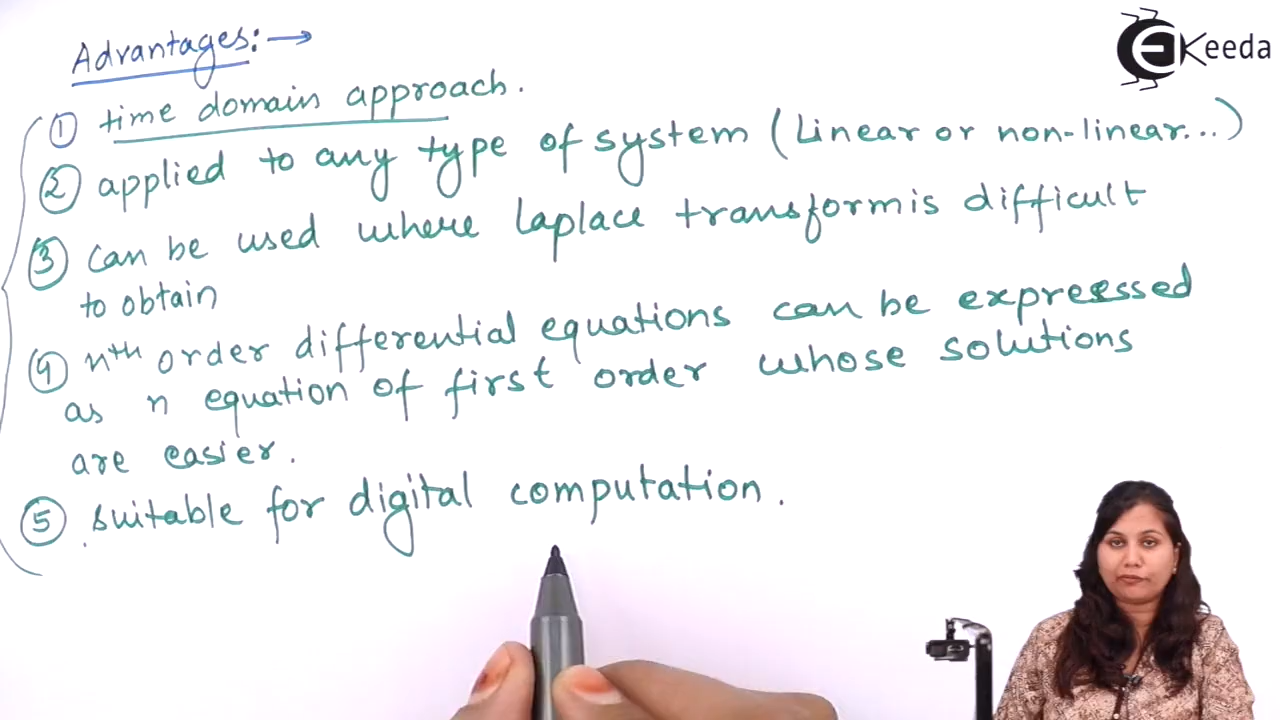 Advantages:→
① time domain approach.
② applied to any type of system (Linear or non-linear...)
③ can be used where laplace transform is difficult
to obtain
④ nth order differential equations can be expressed
as n equation of first order whose solutions
are easier.
⑤ suitable for digital computation.
EKeeda